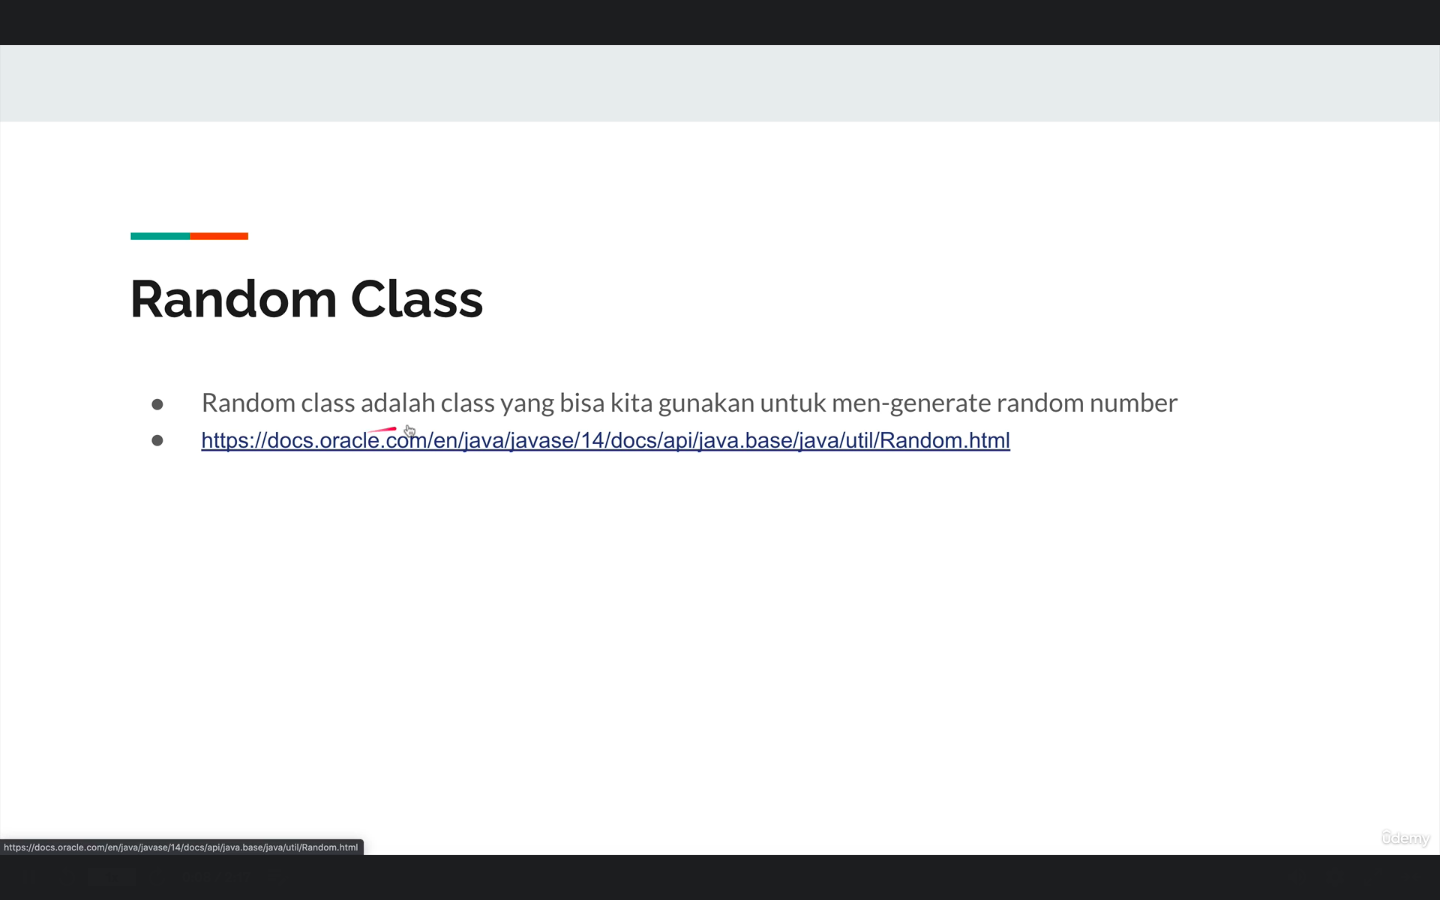 Random Class
● Random class adalah class yang bisa kita gunakan untuk men-generate random number
● https://docs.oracle.com/en/java/javase/14/docs/api/java.base/java/util/Random.html
https://docs.oracle.com/en/java/javase/14/docs/api/java.base/java/util/Random.html
ûdemy